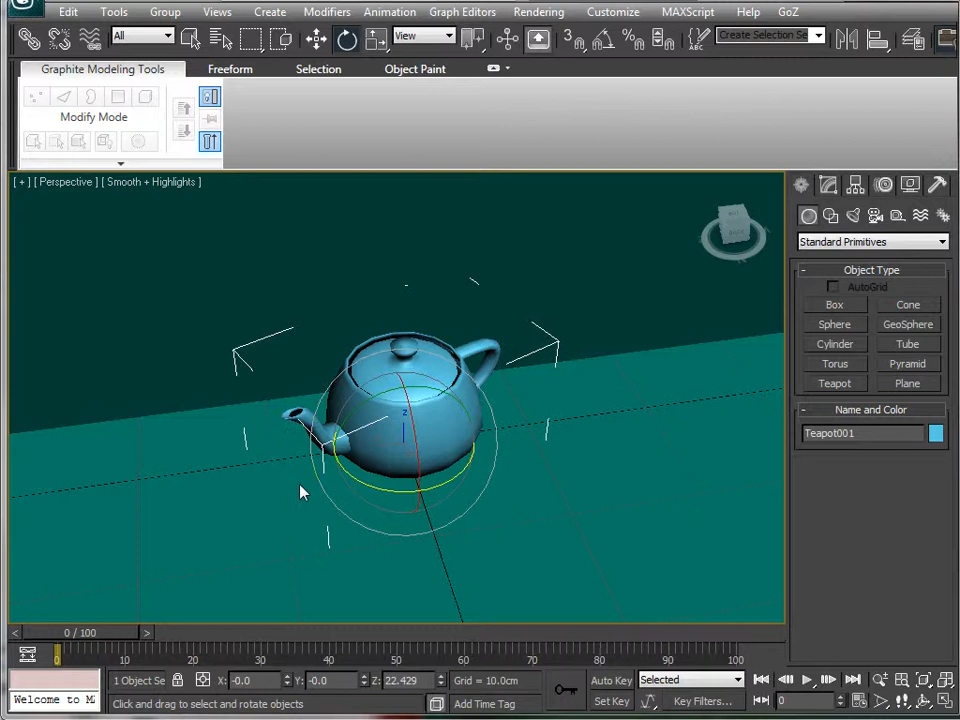 Edit Tools Group Views Create Modifiers Animation Graph Editors Rendering Customize MAXScript Help GoZ
All View 3 % ABC Create Selection Se
Graphite Modeling Tools Freeform Selection Object Paint
Modify Mode
[ + ] [ Perspective ] [ Smooth + Highlights ]
Standard Primitives
- Object Type
AutoGrid
Box Cone
Sphere GeoSphere
Cylinder Tube
Torus Pyramid
Teapot Plane
- Name and Color
Teapot001
z
< 0 / 100 >
0 10 20 30 40 50 60 70 80 90 100
1 Object Se X: -0.0 Y: -0.0 Z: 22.429 Grid = 10.0cm Auto Key Selected
Welcome to M Click and drag to select and rotate objects Add Time Tag Set Key Key Filters... 0